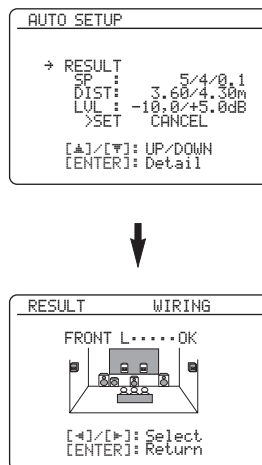 AUTO SETUP
→ RESULT
SP : 5/4/0.1
DIST: 3.60/4.30m
LVL : -10.0/+5.0dB
>SET CANCEL
[▲]/[▼]: UP/DOWN
[ENTER]: Detail
RESULT WIRING
FRONT L·····OK
[◄]/[►]: Select
[ENTER]: Return